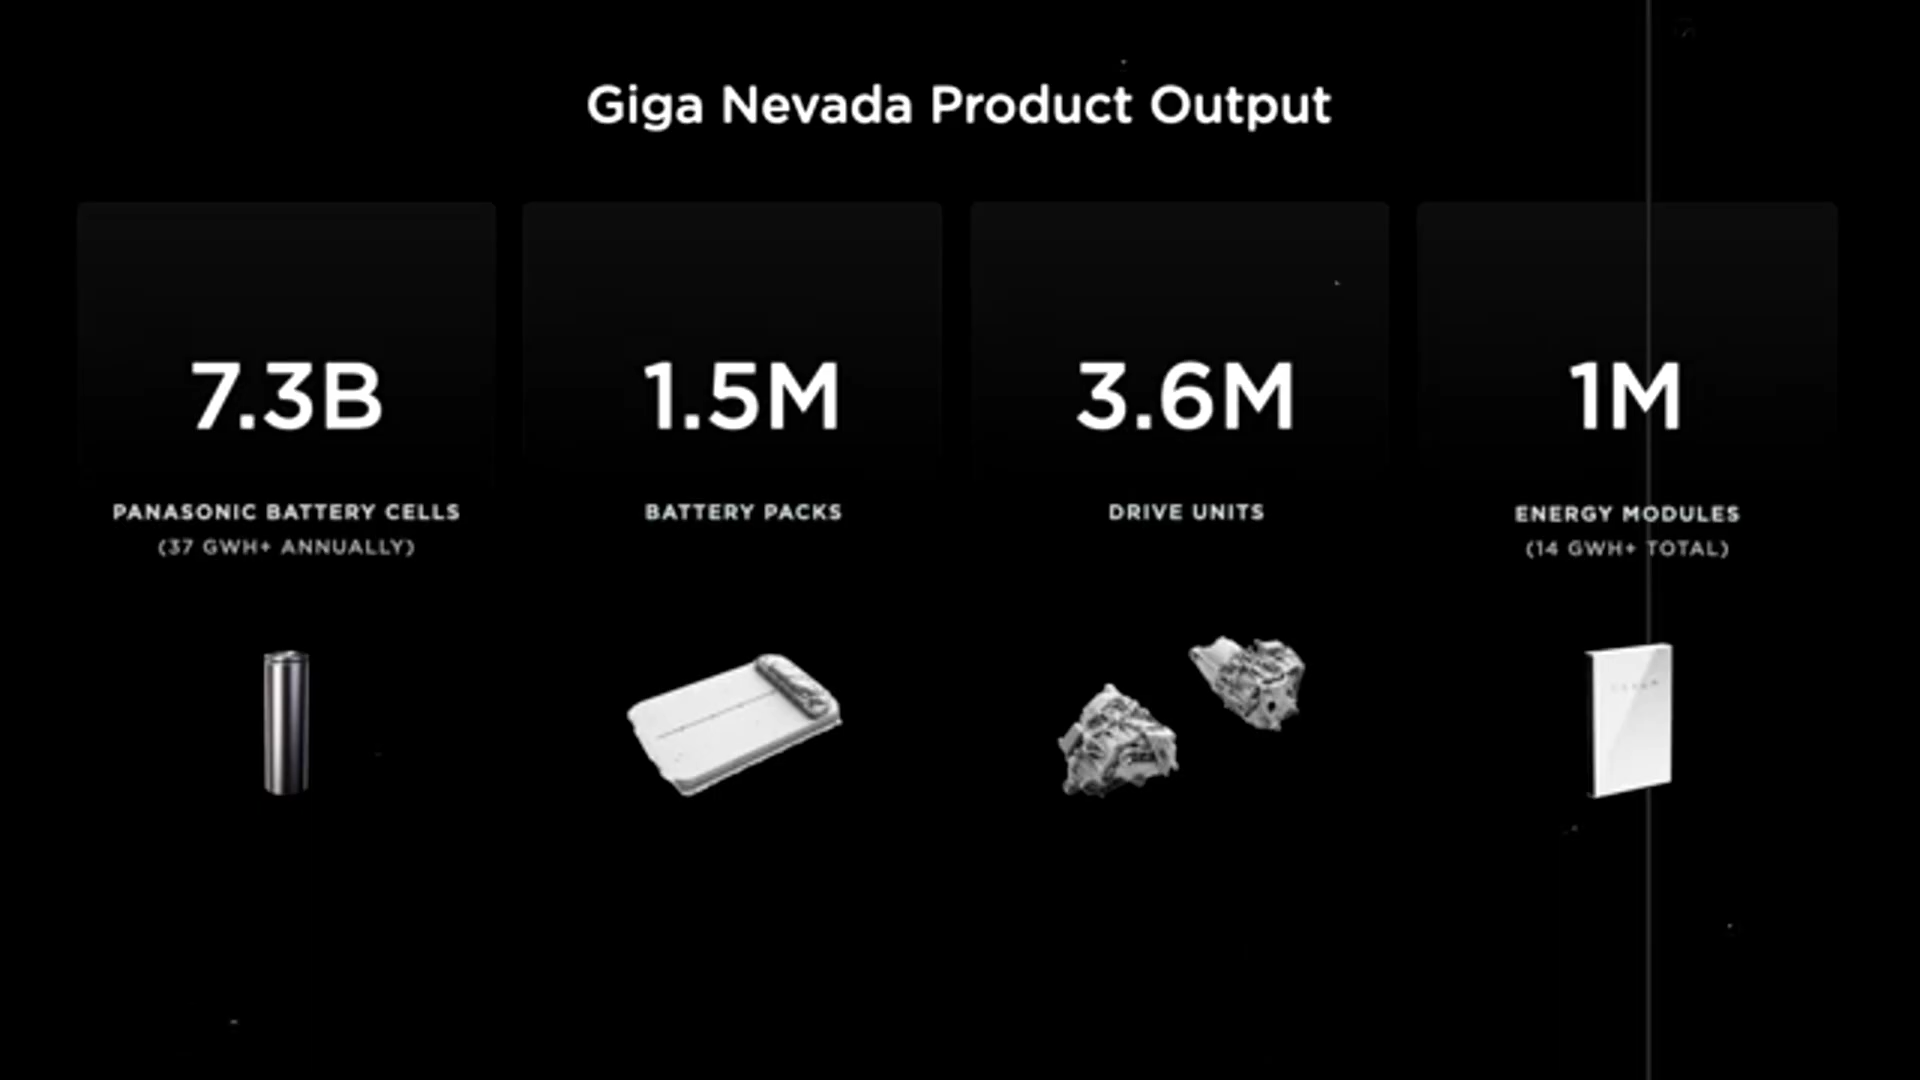 Giga Nevada Product Output
7.3B
PANASONIC BATTERY CELLS
(37 GWH+ ANNUALLY)
1.5M
BATTERY PACKS
3.6M
DRIVE UNITS
1M
ENERGY MODULES
(14 GWH+ TOTAL)